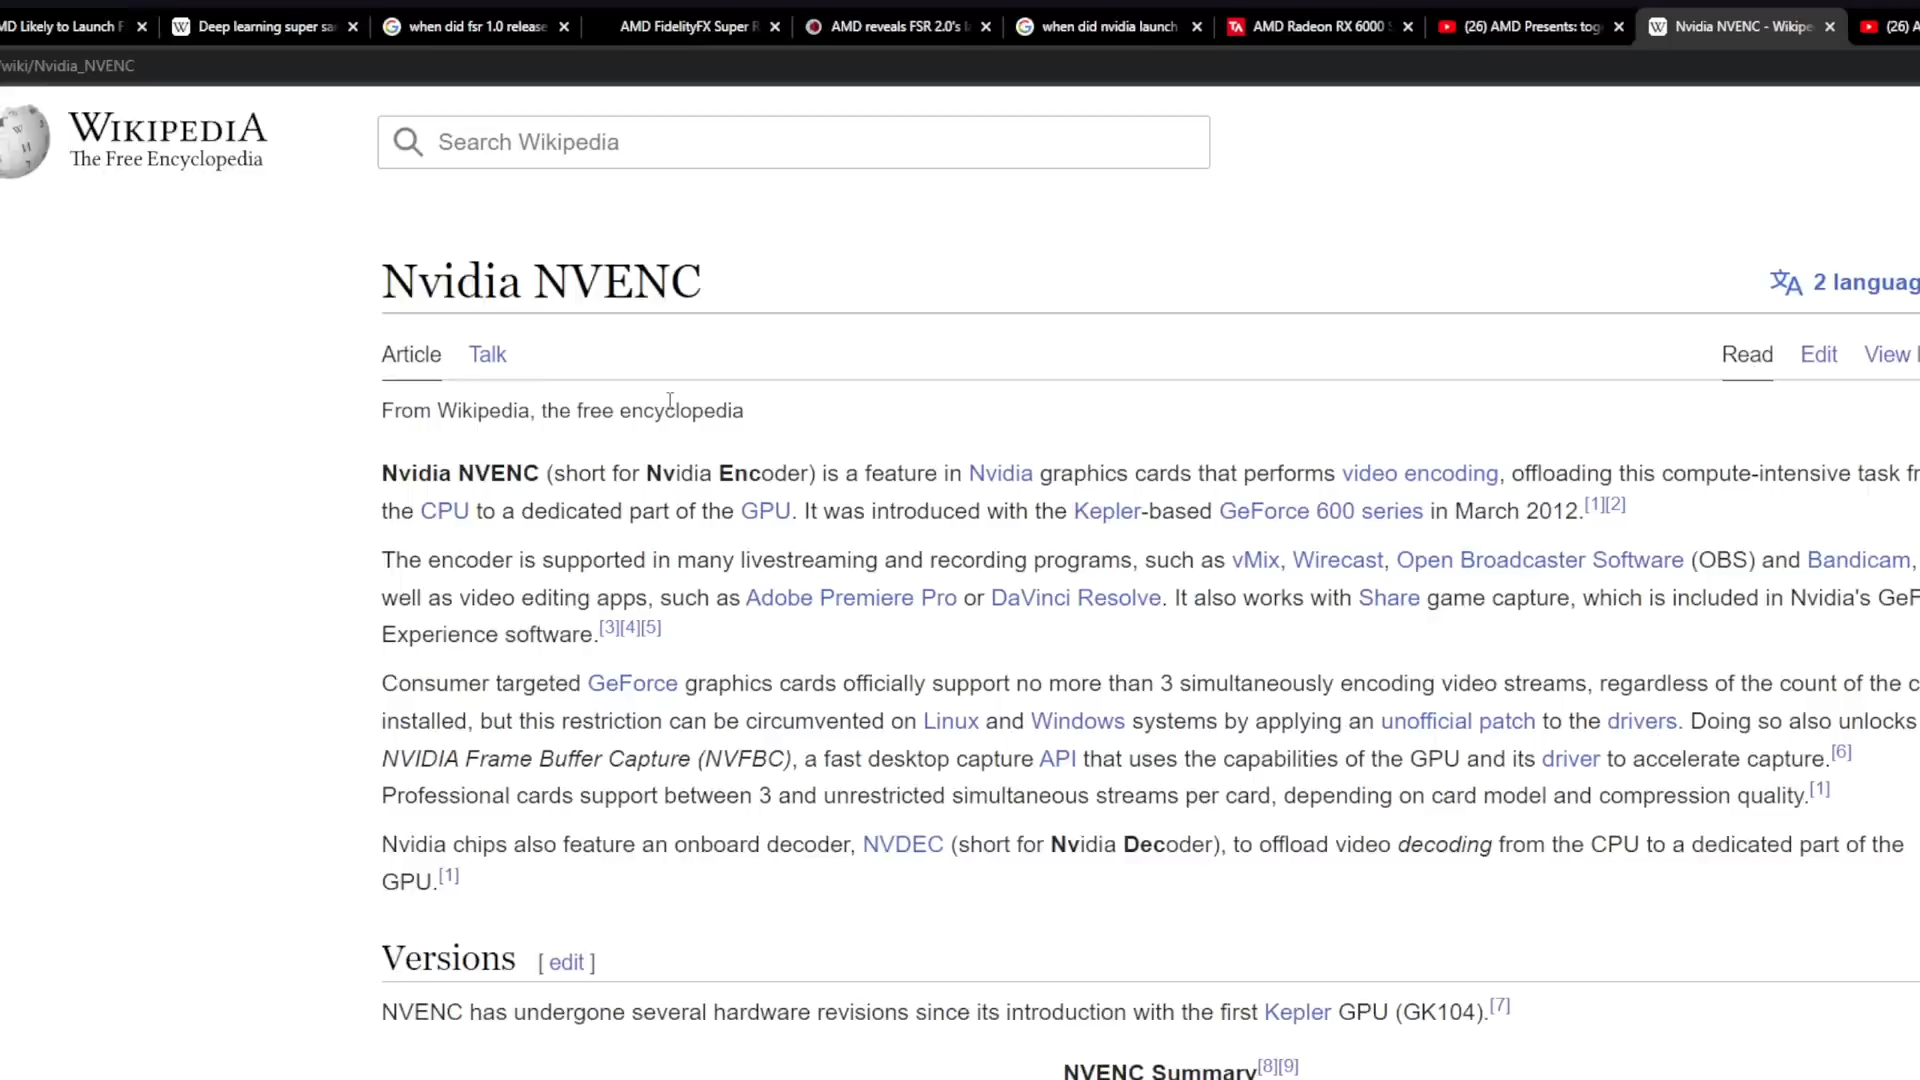 MD Likely to Launch F
Deep learning super sa
when did fsr 1.0 release
AMD FidelityFX Super R
AMD reveals FSR 2.0's l
when did nvidia launch
TA AMD Radeon RX 6000 S
(26) AMD Presents: tog
Nvidia NVENC - Wikipe
(26) A
/wiki/Nvidia_NVENC
WIKIPEDIA
The Free Encyclopedia
Search Wikipedia
Nvidia NVENC
2 languag
Article Talk
Read Edit View
From Wikipedia, the free encyclopedia
Nvidia NVENC (short for Nvidia Encoder) is a feature in Nvidia graphics cards that performs video encoding, offloading this compute-intensive task fr
the CPU to a dedicated part of the GPU. It was introduced with the Kepler-based GeForce 600 series in March 2012.[1][2]
The encoder is supported in many livestreaming and recording programs, such as vMix, Wirecast, Open Broadcaster Software (OBS) and Bandicam,
well as video editing apps, such as Adobe Premiere Pro or DaVinci Resolve. It also works with Share game capture, which is included in Nvidia's GeF
Experience software.[3][4][5]
Consumer targeted GeForce graphics cards officially support no more than 3 simultaneously encoding video streams, regardless of the count of the c
installed, but this restriction can be circumvented on Linux and Windows systems by applying an unofficial patch to the drivers. Doing so also unlocks
NVIDIA Frame Buffer Capture (NVFBC), a fast desktop capture API that uses the capabilities of the GPU and its driver to accelerate capture.[6]
Professional cards support between 3 and unrestricted simultaneous streams per card, depending on card model and compression quality.[1]
Nvidia chips also feature an onboard decoder, NVDEC (short for Nvidia Decoder), to offload video decoding from the CPU to a dedicated part of the
GPU.[1]
Versions [ edit ]
NVENC has undergone several hardware revisions since its introduction with the first Kepler GPU (GK104).[7]
NVENC Summary[8][9]